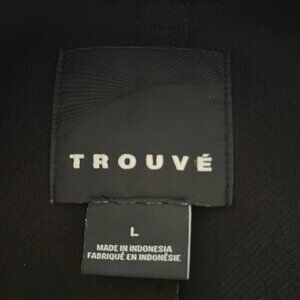 TROUVÉ
L
MADE IN INDONESIA
FABRIQUÉ EN INDONÉSIE